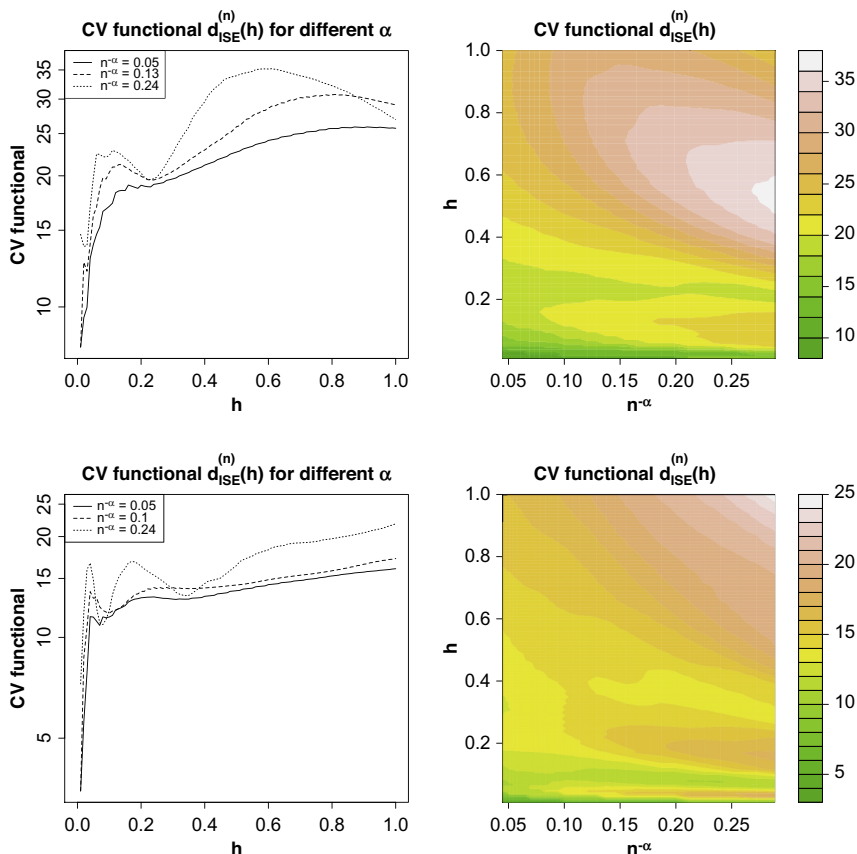 CV functional d_ISE^(n)(h) for different α
n^-α = 0.05
n^-α = 0.13
n^-α = 0.24
35
30
25
20
15
10
CV functional
0.0 0.2 0.4 0.6 0.8 1.0
h
CV functional d_ISE^(n)(h)
1.0
0.8
0.6
0.4
0.2
h
0.05 0.10 0.15 0.20 0.25
n^-α
35
30
25
20
15
10
CV functional d_ISE^(n)(h) for different α
n^-α = 0.05
n^-α = 0.1
n^-α = 0.24
25
20
15
10
5
CV functional
0.0 0.2 0.4 0.6 0.8 1.0
h
CV functional d_ISE^(n)(h)
1.0
0.8
0.6
0.4
0.2
h
0.05 0.10 0.15 0.20 0.25
n^-α
25
20
15
10
5